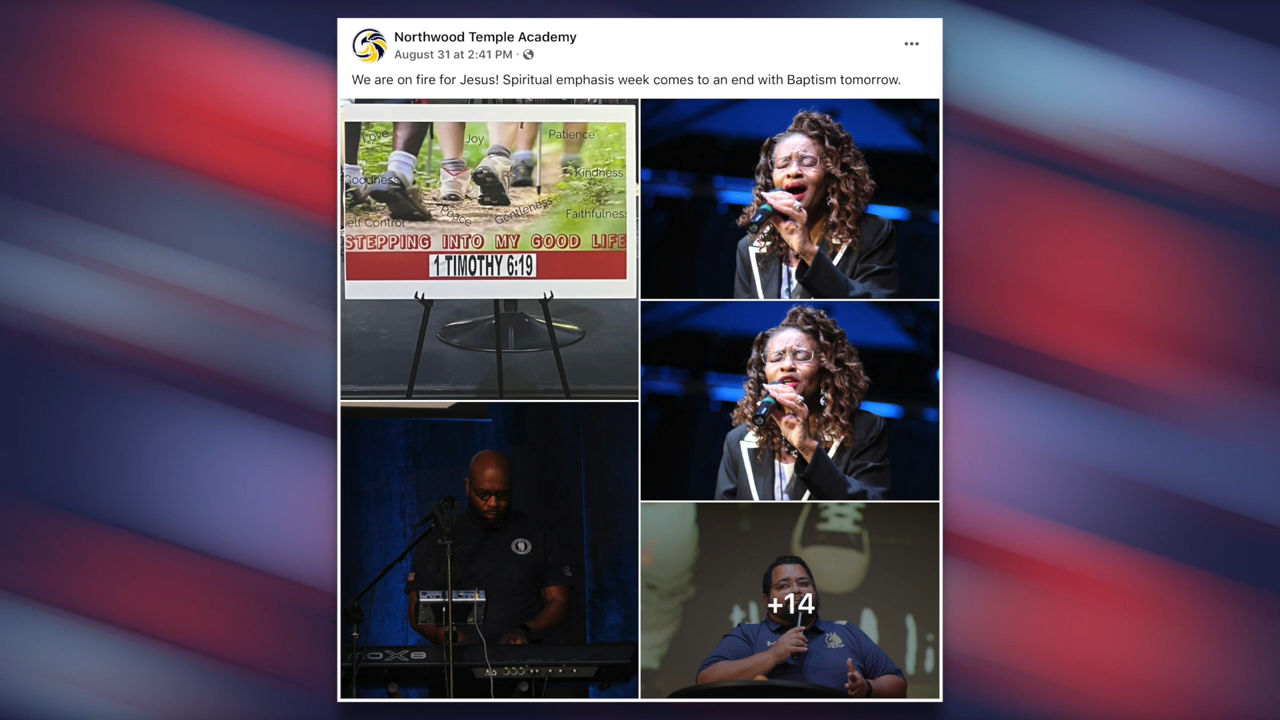 Northwood Temple Academy
August 31 at 2:41 PM ·
We are on fire for Jesus! Spiritual emphasis week comes to an end with Baptism tomorrow.
Love Joy Patience
Goodness Kindness
elf Control Peace Gentleness Faithfulness
STEPPING INTO MY GOOD LIFE
1 TIMOTHY 6:19
+14